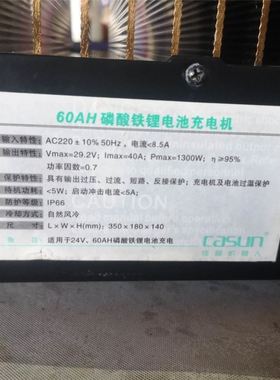 60AH 磷酸铁锂电池充电机
输入特性: AC220±10% 50Hz, 电流<8.5A
输出特性: Vmax=29.2V; Imax=40A; Pmax=1300W; η≥95%
功率因数=0.7
保护特性: 具有输出过压、过流、短路、反接保护; 充电机及电池过温保护
待机功耗: <5W; 启动冲击电流<5A;
防护等级: IP66
冷却方式: 自然风冷
尺 寸: L×W×H(mm): 350×180×140
备 注: 适用于24V、60AH磷酸铁锂电池充电
casun